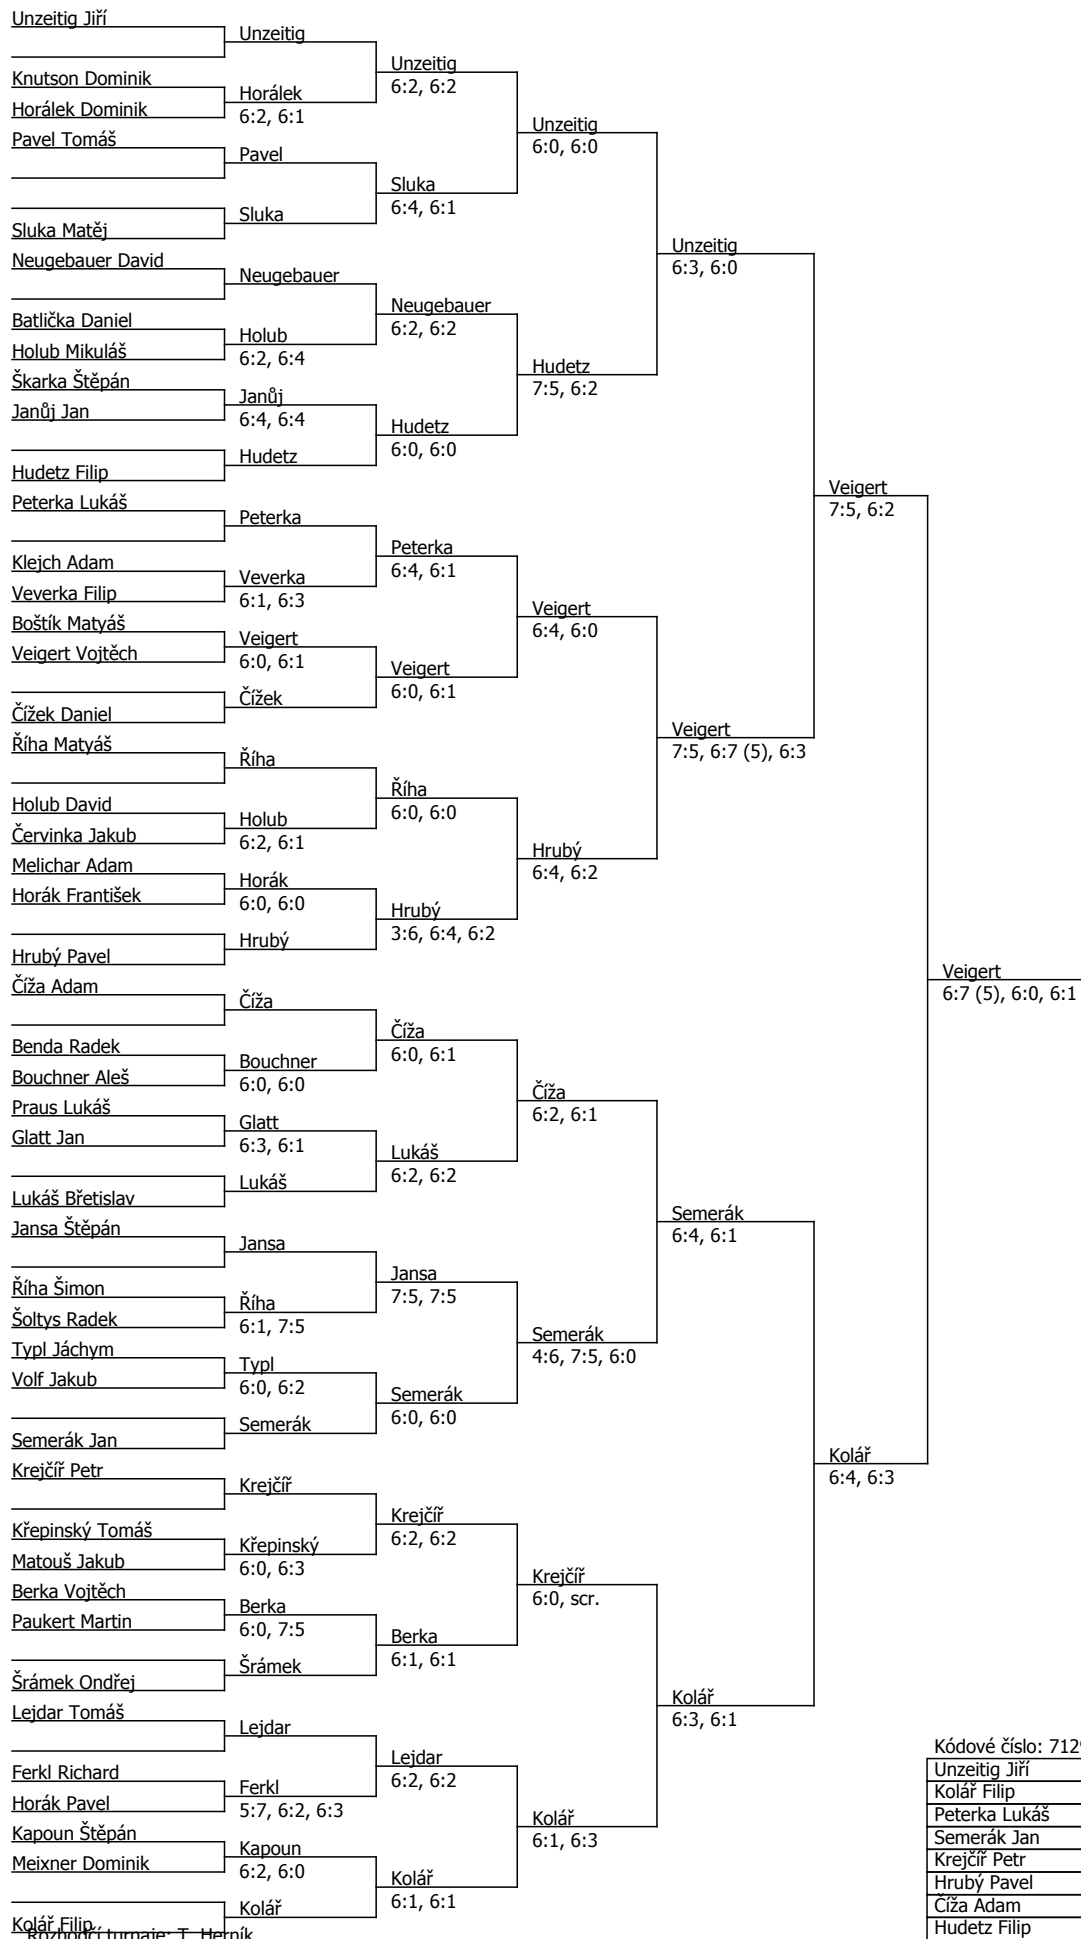 Unzeitig Jiří
Unzeitig
Unzeitig
6:2, 6:2
Knutson Dominik
Horálek
6:2, 6:1
Horálek Dominik
Unzeitig
6:0, 6:0
Pavel Tomáš
Pavel
Sluka
6:4, 6:1
Sluka
Sluka Matěj
Unzeitig
6:3, 6:0
Neugebauer David
Neugebauer
Neugebauer
6:2, 6:2
Batlička Daniel
Holub
6:2, 6:4
Holub Mikuláš
Hudetz
7:5, 6:2
Škarka Štěpán
Janůj
6:4, 6:4
Janůj Jan
Hudetz
6:0, 6:0
Hudetz
Hudetz Filip
Veigert
7:5, 6:2
Peterka Lukáš
Peterka
Peterka
6:4, 6:1
Klejch Adam
Veverka
6:1, 6:3
Veverka Filip
Veigert
6:4, 6:0
Boštík Matyáš
Veigert
6:0, 6:1
Veigert Vojtěch
Veigert
6:0, 6:1
Čížek
Čížek Daniel
Veigert
7:5, 6:7 (5), 6:3
Říha Matyáš
Říha
Říha
6:0, 6:0
Holub David
Holub
6:2, 6:1
Červinka Jakub
Hrubý
6:4, 6:2
Melichar Adam
Horák
6:0, 6:0
Horák František
Hrubý
3:6, 6:4, 6:2
Hrubý
Hrubý Pavel
Veigert
6:7 (5), 6:0, 6:1
Číža Adam
Číža
Číža
6:0, 6:1
Benda Radek
Bouchner
6:0, 6:0
Bouchner Aleš
Číža
6:2, 6:1
Praus Lukáš
Glatt
6:3, 6:1
Glatt Jan
Lukáš
6:2, 6:2
Lukáš
Lukáš Břetislav
Semerák
6:4, 6:1
Jansa Štěpán
Jansa
Jansa
7:5, 7:5
Říha Šimon
Říha
6:1, 7:5
Šoltys Radek
Semerák
4:6, 7:5, 6:0
Typl Jáchym
Typl
6:0, 6:2
Volf Jakub
Semerák
6:0, 6:0
Semerák
Semerák Jan
Kolář
6:4, 6:3
Krejčíř Petr
Krejčíř
Krejčíř
6:2, 6:2
Křepinský Tomáš
Křepinský
6:0, 6:3
Matouš Jakub
Krejčíř
6:0, scr.
Berka Vojtěch
Berka
6:0, 7:5
Paukert Martin
Berka
6:1, 6:1
Šrámek
Šrámek Ondřej
Kolář
6:3, 6:1
Lejdar Tomáš
Lejdar
Lejdar
6:2, 6:2
Ferkl Richard
Ferkl
5:7, 6:2, 6:3
Horák Pavel
Kolář
6:1, 6:3
Kapoun Štěpán
Kapoun
6:2, 6:0
Meixner Dominik
Kolář
6:1, 6:1
Kolář
Kolář Filip
Rozhodčí turnaje: T. Herník
Kódové číslo: 7129
Unzeitig Jiří
Kolář Filip
Peterka Lukáš
Semerák Jan
Krejčíř Petr
Hrubý Pavel
Číža Adam
Hudetz Filip